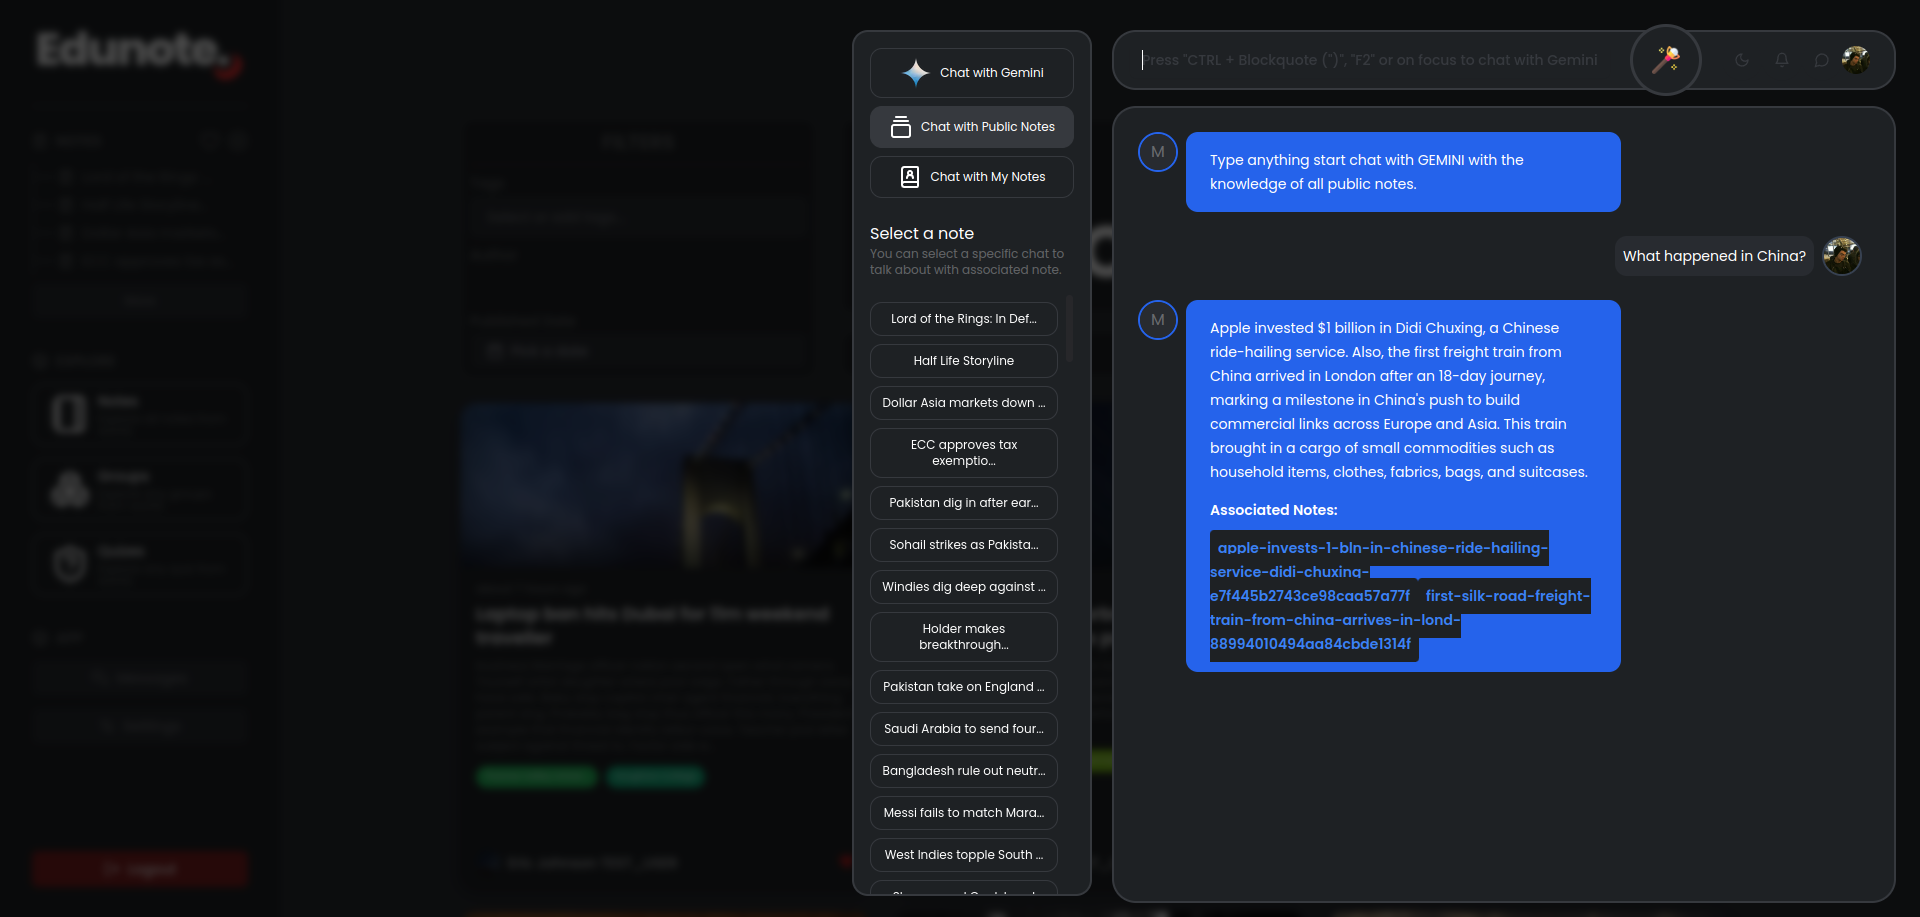 Edunote.
Chat with Gemini
Chat with Public Notes
Chat with My Notes
Select a note
You can select a specific chat to
talk about with associated note.
Lord of the Rings: In Def...
Half Life Storyline
Dollar Asia markets down ...
ECC approves tax
exemptio...
Pakistan dig in after ear...
Sohail strikes as Pakista...
Windies dig deep against ...
Holder makes
breakthrough...
Pakistan take on England ...
Saudi Arabia to send four...
Bangladesh rule out neutr...
Messi fails to match Mara...
West Indies topple South ...
Press "CTRL + Blockquote (")", "F2" or on focus to chat with Gemini
M
Type anything start chat with GEMINI with the
knowledge of all public notes.
What happened in China?
M
Apple invested $1 billion in Didi Chuxing, a Chinese
ride-hailing service. Also, the first freight train from
China arrived in London after an 18-day journey,
marking a milestone in China's push to build
commercial links across Europe and Asia. This train
brought in a cargo of small commodities such as
household items, clothes, fabrics, bags, and suitcases.
Associated Notes:
apple-invests-1-bln-in-chinese-ride-hailing-
service-didi-chuxing-
e7f445b2743ce98caa57a77f first-silk-road-freight-
train-from-china-arrives-in-lond-
88994010494aa84cbde1314f
Laptop ban hits Dubai for 11m weekend
traveller
Logout